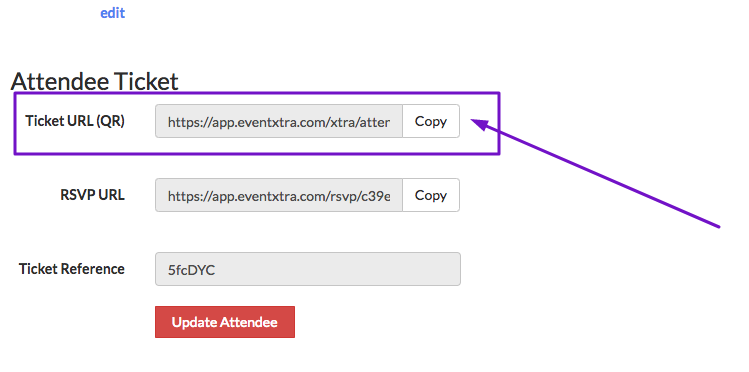 edit
Attendee Ticket
Ticket URL (QR) https://app.eventxtra.com/xtra/atter Copy
RSVP URL https://app.eventxtra.com/rsvp/c39e Copy
Ticket Reference 5fcDYC
Update Attendee